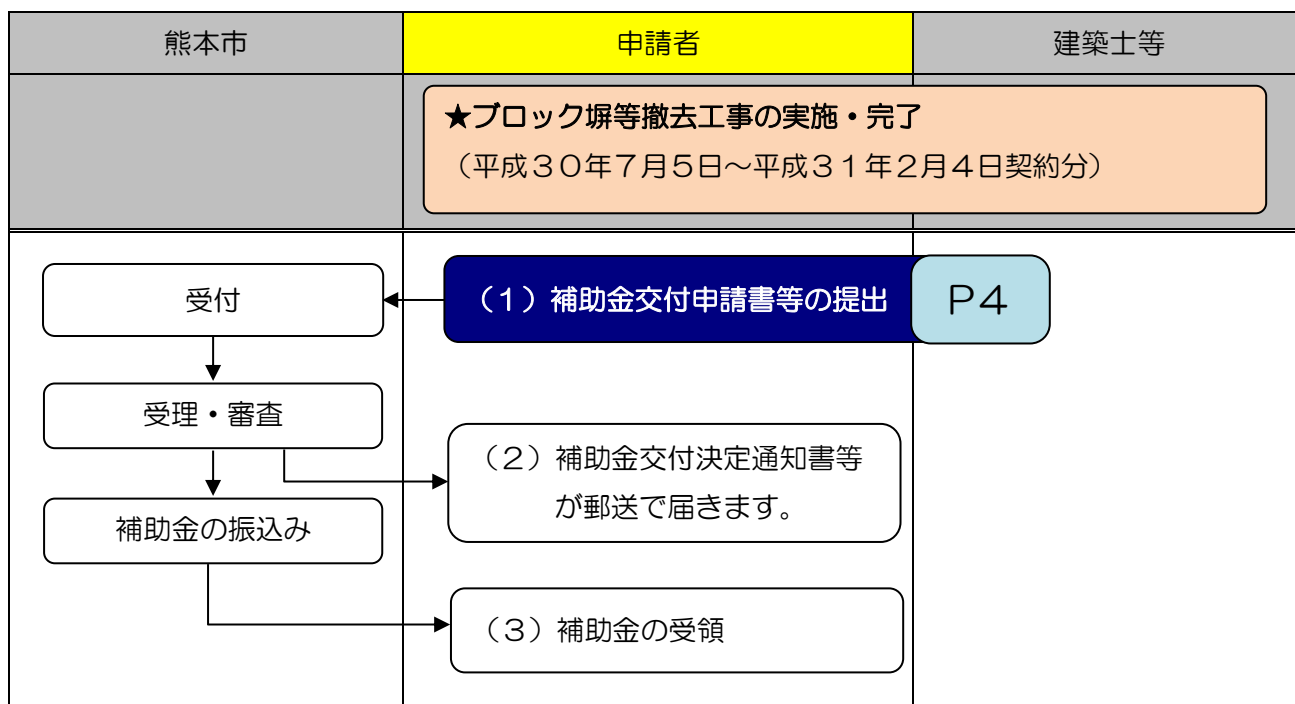 熊本市
申請者
建築士等
★ブロック塀等撤去工事の実施・完了
（平成３０年７月５日～平成３１年２月４日契約分）
受付
（１）補助金交付申請書等の提出
Ｐ４
受理・審査
（２）補助金交付決定通知書等
が郵送で届きます。
補助金の振込み
（３）補助金の受領